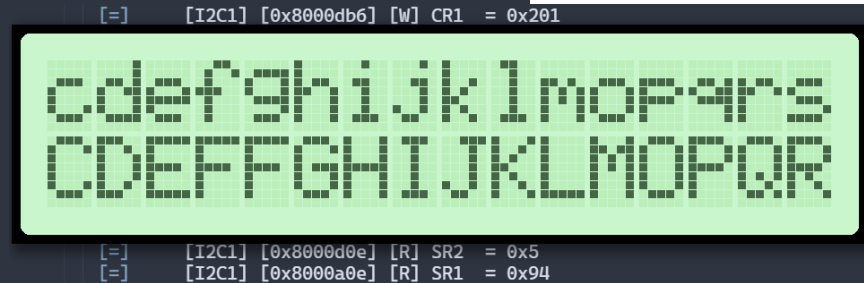 [=] [I2C1] [0x8000db6] [W] CR1 = 0x201
cdefghijklmopqrs
CDEFFGHIJKLMOPQR
[=] [I2C1] [0x8000d0e] [R] SR2 = 0x5
[=] [I2C1] [0x8000a0e] [R] SR1 = 0x94